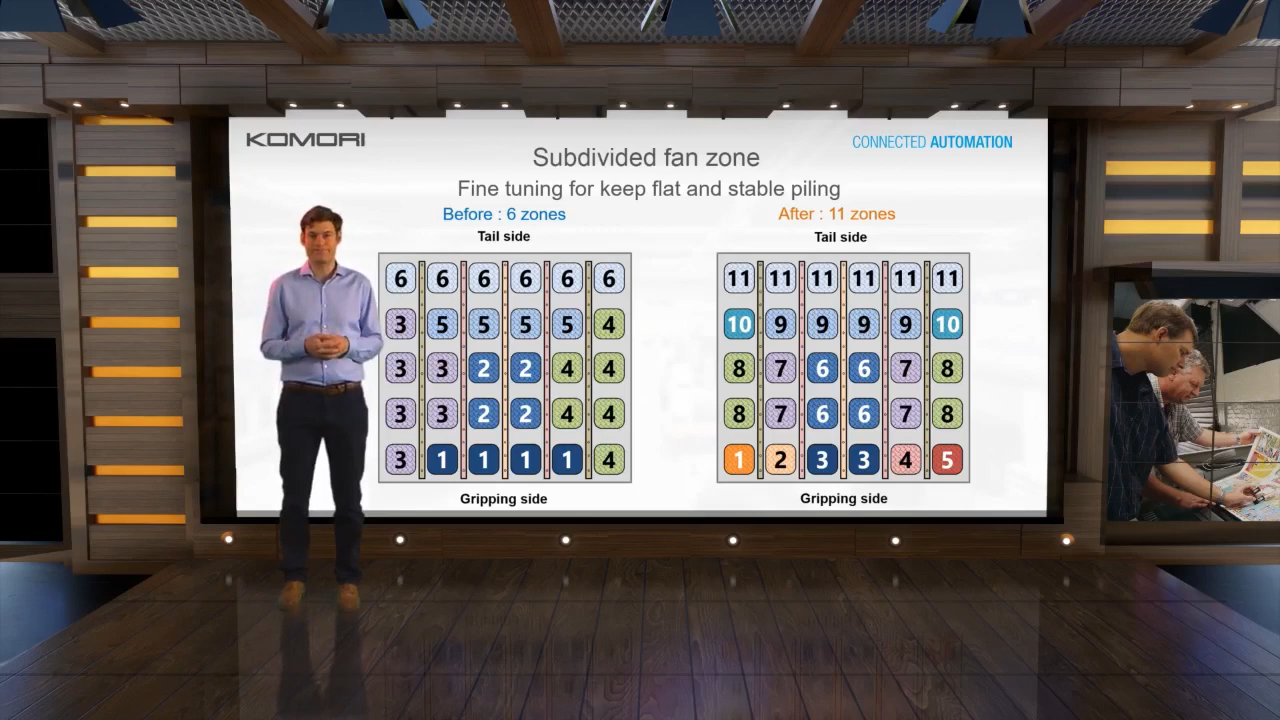 KOMORI
CONNECTED AUTOMATION
Subdivided fan zone
Fine tuning for keep flat and stable piling
Before : 6 zones
Tail side
6 6 6 6 6 6
3 5 5 5 5 4
3 3 2 2 4 4
3 3 2 2 4 4
3 1 1 1 1 4
Gripping side
After : 11 zones
Tail side
11 11 11 11 11 11
10 9 9 9 9 10
8 7 6 6 7 8
8 7 6 6 7 8
1 2 3 3 4 5
Gripping side